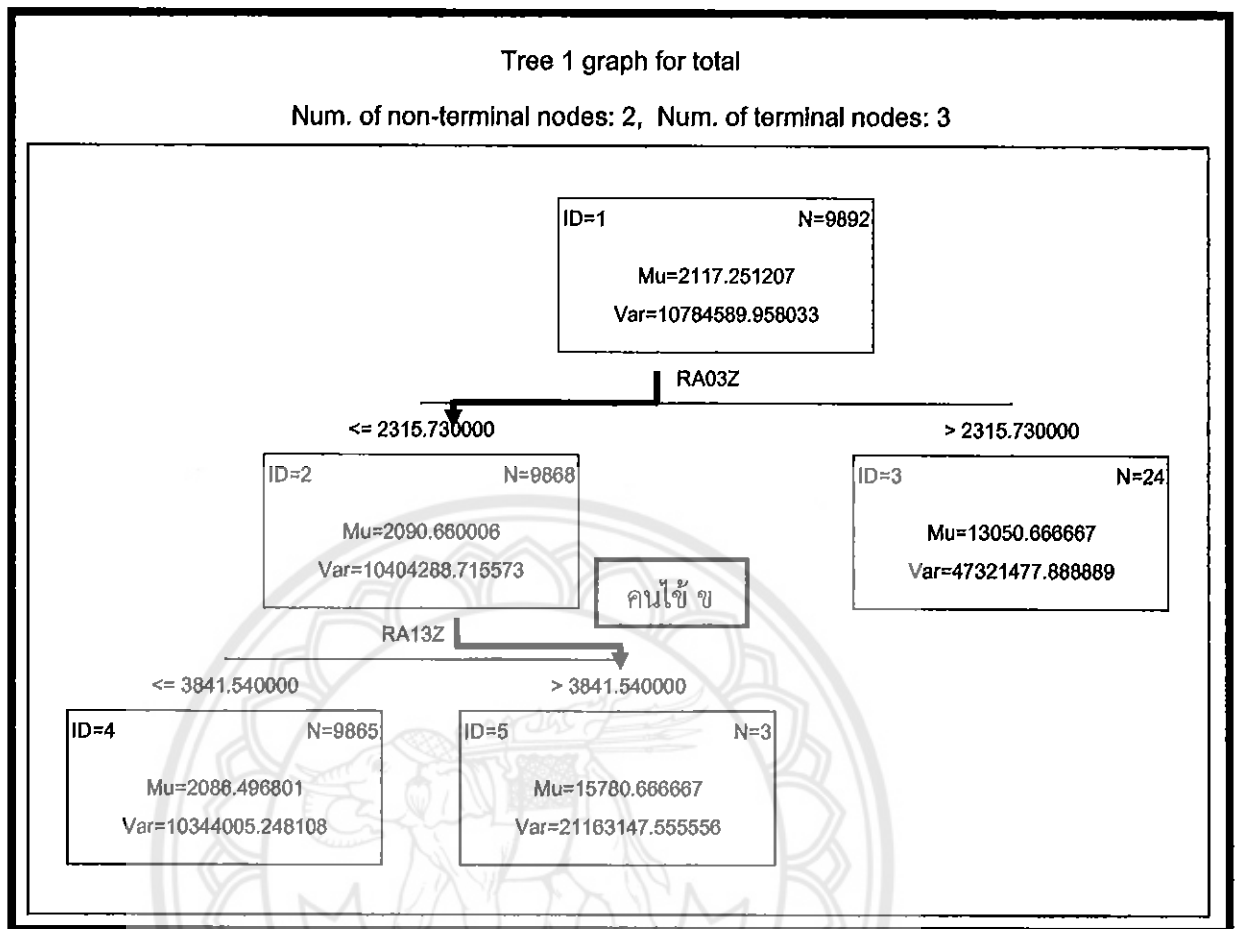 Tree 1 graph for total
Num. of non-terminal nodes: 2, Num. of terminal nodes: 3
ID=1 N=9892
Mu=2117.251207
Var=10784589.958033
RA03Z
<= 2315.730000 > 2315.730000
ID=2 N=9868 ID=3 N=24
Mu=2090.660006 Mu=13050.666667
Var=10404288.715573 Var=47321477.888889
คนไข้ ข
RA13Z
<= 3841.540000 > 3841.540000
ID=4 N=9865 ID=5 N=3
Mu=2086.496801 Mu=15780.666667
Var=10344005.248108 Var=21163147.555556